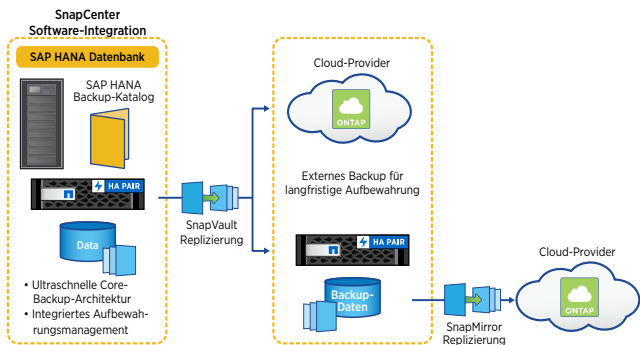 SnapCenter
Software-Integration
SAP HANA Datenbank
SAP HANA
Backup-Katalog
HA PAIR
Data
• Ultraschnelle Core-
Backup-Architektur
• Integriertes Aufbewah-
rungsmanagement
SnapVault
Replizierung
Cloud-Provider
ONTAP
Externes Backup für
langfristige Aufbewahrung
HA PAIR
Backup-
Daten
SnapMirror
Replizierung
Cloud-Provider
ONTAP